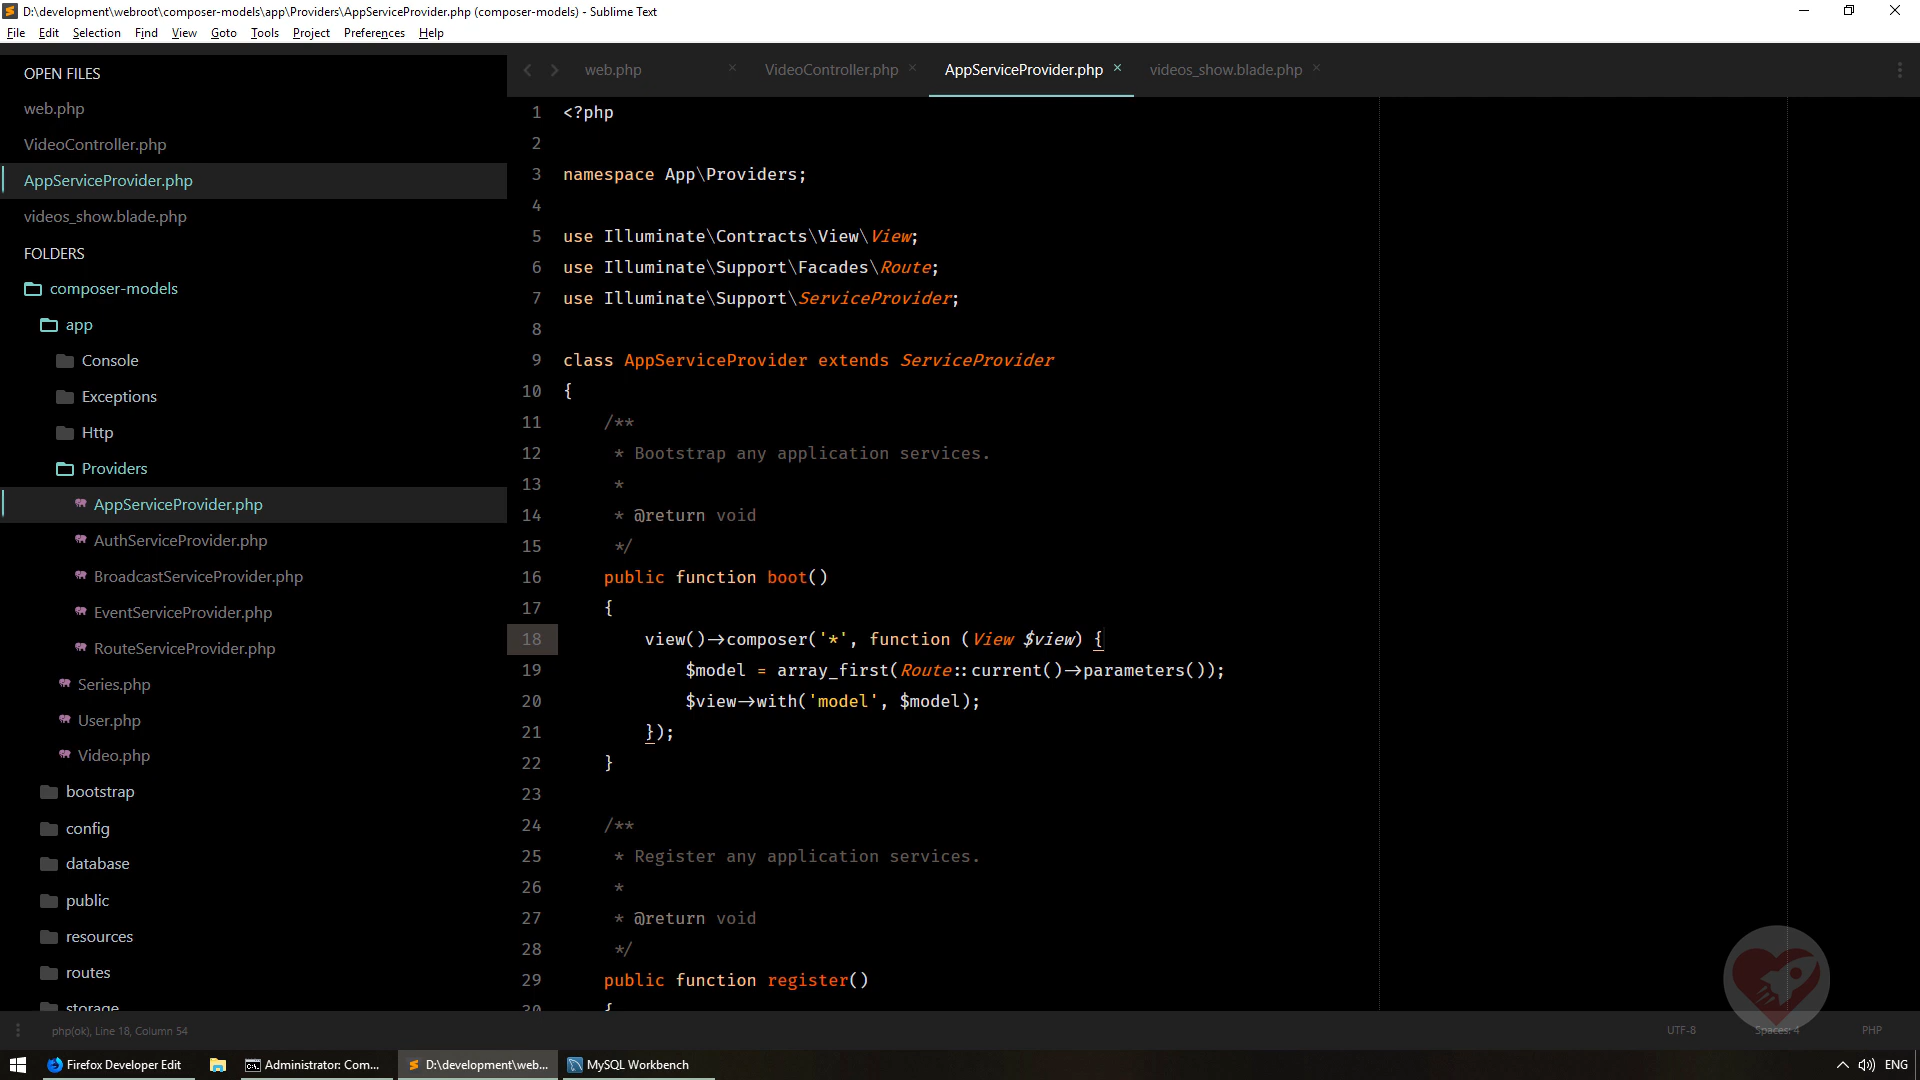 D:\development\webroot\composer-models\app\Providers\AppServiceProvider.php (composer-models) - Sublime Text
File Edit Selection Find View Goto Tools Project Preferences Help
OPEN FILES
web.php
VideoController.php
AppServiceProvider.php
videos_show.blade.php
FOLDERS
composer-models
app
Console
Exceptions
Http
Providers
AppServiceProvider.php
AuthServiceProvider.php
BroadcastServiceProvider.php
EventServiceProvider.php
RouteServiceProvider.php
Series.php
User.php
Video.php
bootstrap
config
database
public
resources
routes
storage
web.php × VideoController.php × AppServiceProvider.php × videos_show.blade.php ×
1 <?php
2
3 namespace App\Providers;
4
5 use Illuminate\Contracts\View\View;
6 use Illuminate\Support\Facades\Route;
7 use Illuminate\Support\ServiceProvider;
8
9 class AppServiceProvider extends ServiceProvider
10 {
11     /**
12      * Bootstrap any application services.
13      *
14      * @return void
15      */
16     public function boot()
17     {
18         view()->composer('*', function (View $view) {
19             $model = array_first(Route::current()->parameters());
20             $view->with('model', $model);
21         });
22     }
23
24     /**
25      * Register any application services.
26      *
27      * @return void
28      */
29     public function register()
30     {
php(ok), Line 18, Column 54 UTF-8 Spaces: 4 PHP
Firefox Developer Edit Administrator: Com... D:\development\web... MySQL Workbench ENG